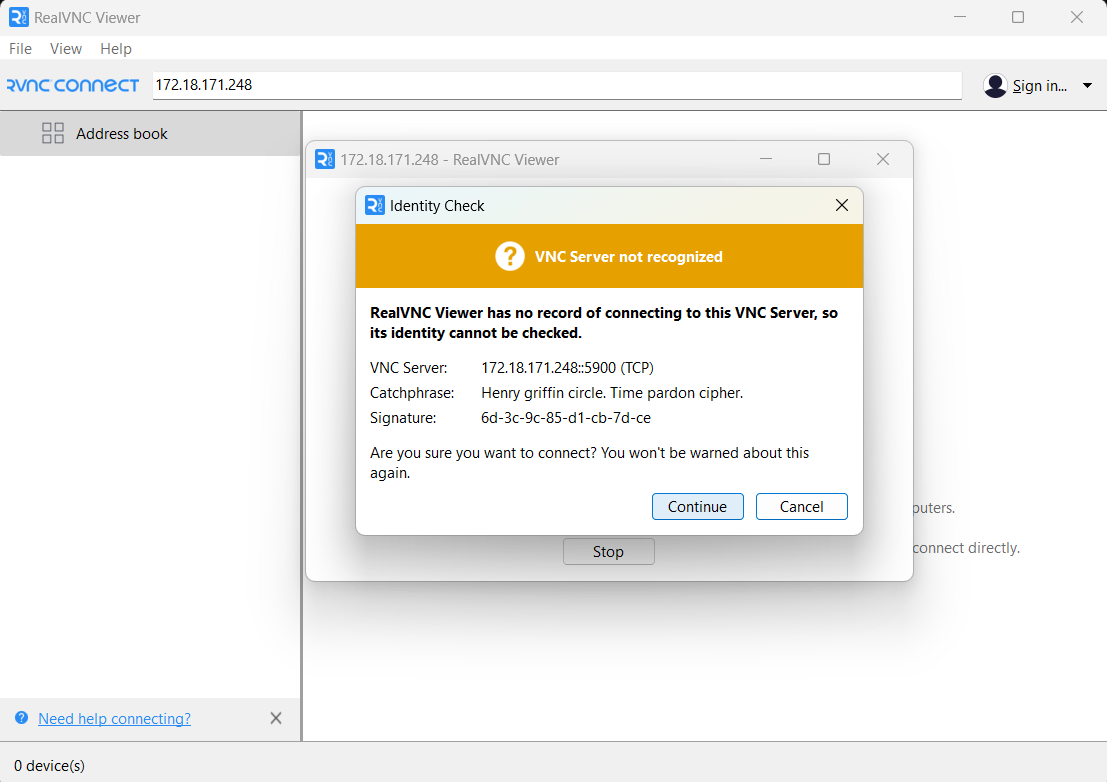 RealVNC Viewer
File View Help
RVNC CONNECT 172.18.171.248 Sign in...
Address book
172.18.171.248 - RealVNC Viewer
Identity Check
VNC Server not recognized
RealVNC Viewer has no record of connecting to this VNC Server, so
its identity cannot be checked.
VNC Server: 172.18.171.248::5900 (TCP)
Catchphrase: Henry griffin circle. Time pardon cipher.
Signature: 6d-3c-9c-85-d1-cb-7d-ce
Are you sure you want to connect? You won't be warned about this
again.
Continue Cancel
puters.
Stop
connect directly.
Need help connecting?
0 device(s)